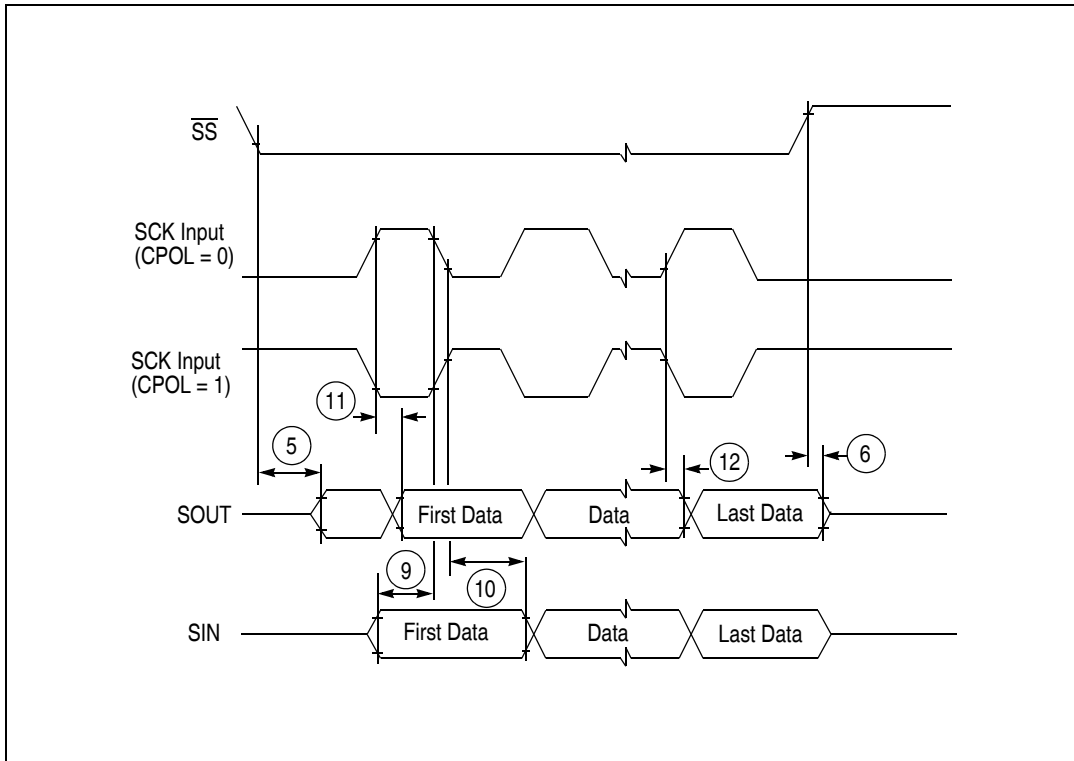 SS
SCK Input
(CPOL = 0)
SCK Input
(CPOL = 1)
11
5
12
6
SOUT
First Data
Data
Last Data
9
10
SIN
First Data
Data
Last Data